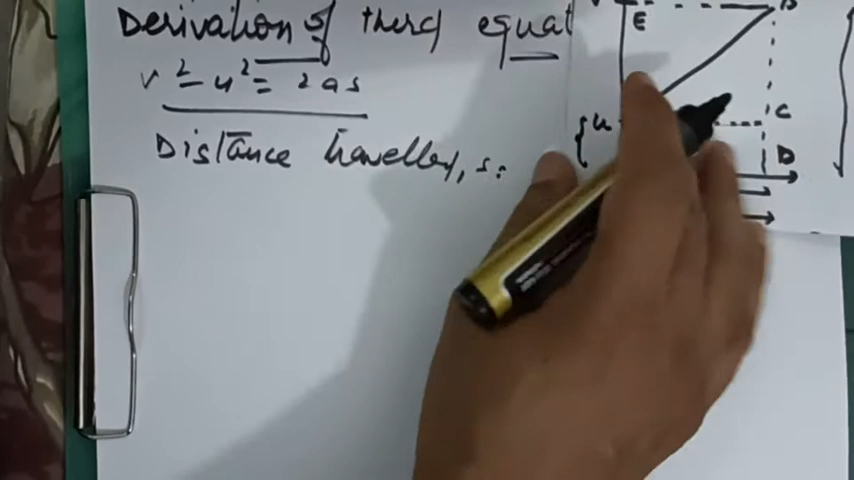 Derivation of third equat
v² - u² = 2as
Distance travelled, s =
E
u
C
D